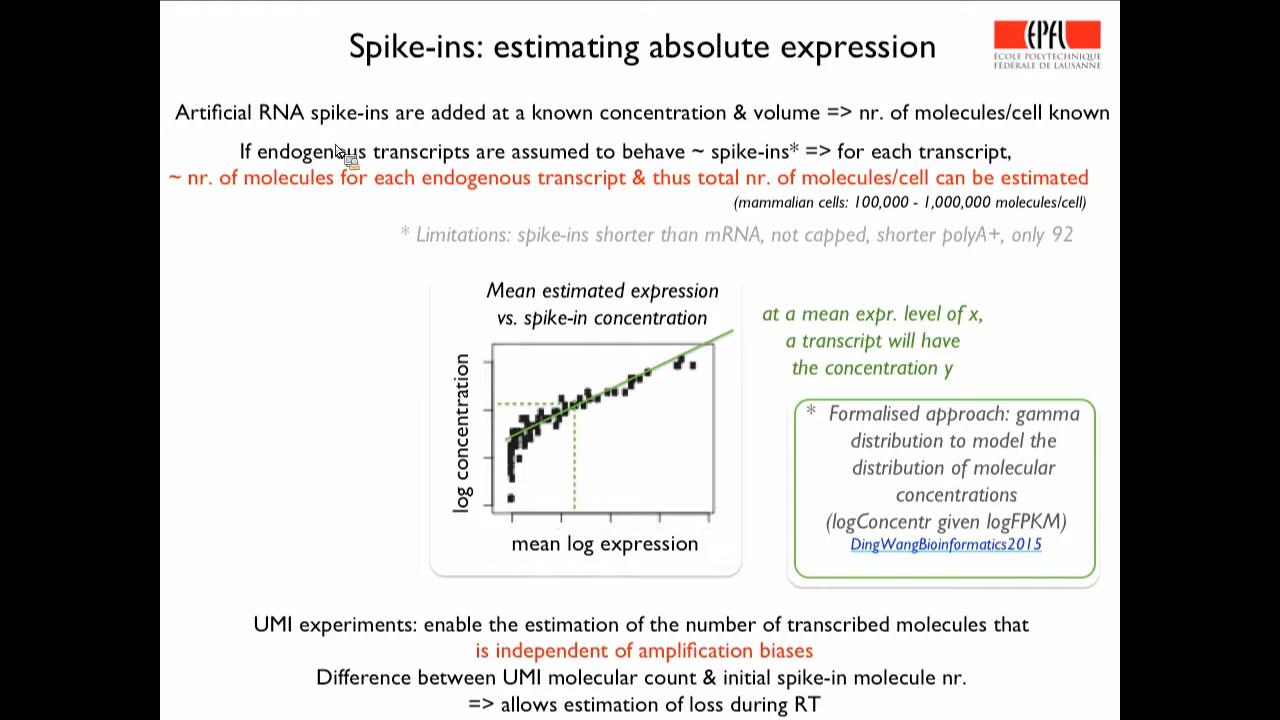 Spike-ins: estimating absolute expression
EPFL
ÉCOLE POLYTECHNIQUE
FÉDÉRALE DE LAUSANNE
Artificial RNA spike-ins are added at a known concentration & volume => nr. of molecules/cell known
If endogenous transcripts are assumed to behave ~ spike-ins* => for each transcript,
~ nr. of molecules for each endogenous transcript & thus total nr. of molecules/cell can be estimated
(mammalian cells: 100,000 - 1,000,000 molecules/cell)
* Limitations: spike-ins shorter than mRNA, not capped, shorter polyA+, only 92
Mean estimated expression
vs. spike-in concentration
log concentration
mean log expression
at a mean expr. level of x,
a transcript will have
the concentration y
* Formalised approach: gamma
distribution to model the
distribution of molecular
concentrations
(logConcentr given logFPKM)
DingWangBioinformatics2015
UMI experiments: enable the estimation of the number of transcribed molecules that
is independent of amplification biases
Difference between UMI molecular count & initial spike-in molecule nr.
=> allows estimation of loss during RT